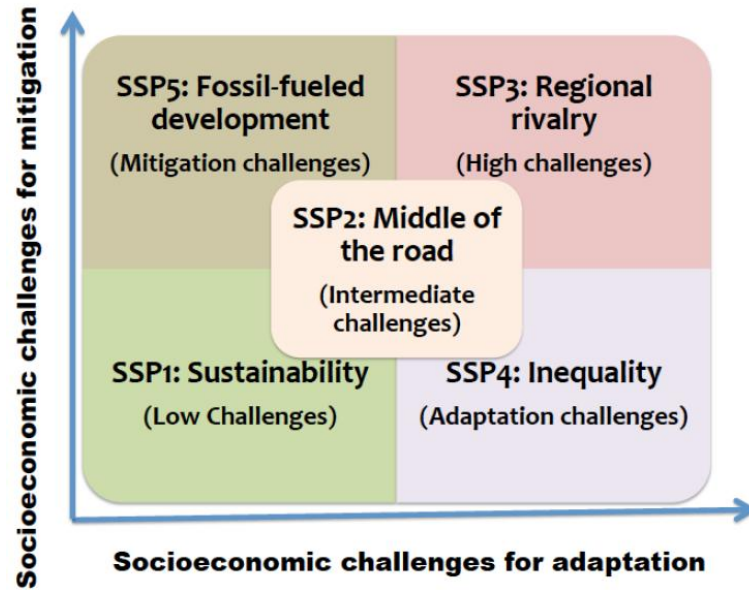 Socioeconomic challenges for mitigation
SSP5: Fossil-fueled
development
(Mitigation challenges)
SSP3: Regional
rivalry
(High challenges)
SSP2: Middle of
the road
(Intermediate
challenges)
SSP1: Sustainability
(Low Challenges)
SSP4: Inequality
(Adaptation challenges)
Socioeconomic challenges for adaptation